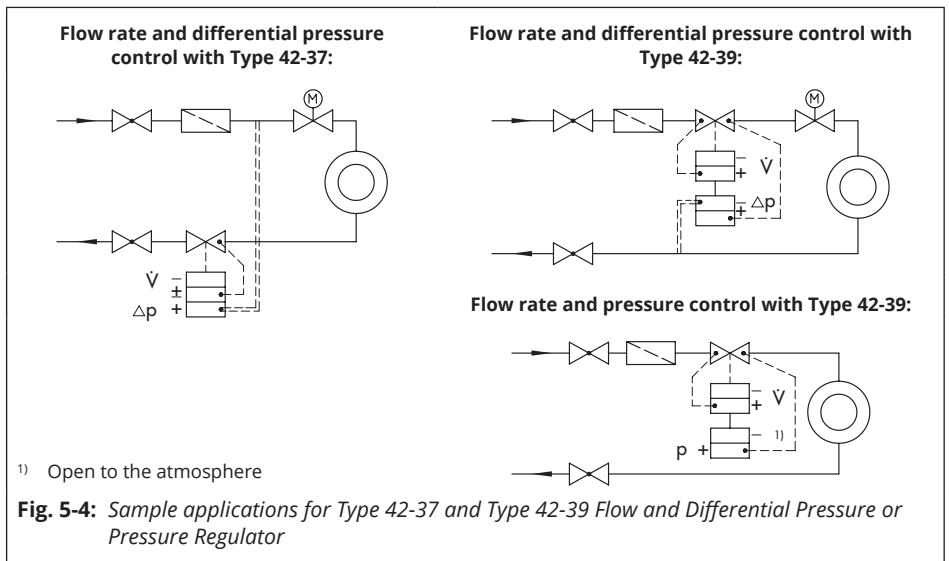 Flow rate and differential pressure
control with Type 42-37:
M
V̇ −
+
±
Δp +
Flow rate and differential pressure control with
Type 42-39:
M
−
+ V̇
−
+ Δp
Flow rate and pressure control with Type 42-39:
−
+ V̇
− 1)
p +
1) Open to the atmosphere
Fig. 5-4: Sample applications for Type 42-37 and Type 42-39 Flow and Differential Pressure or
Pressure Regulator